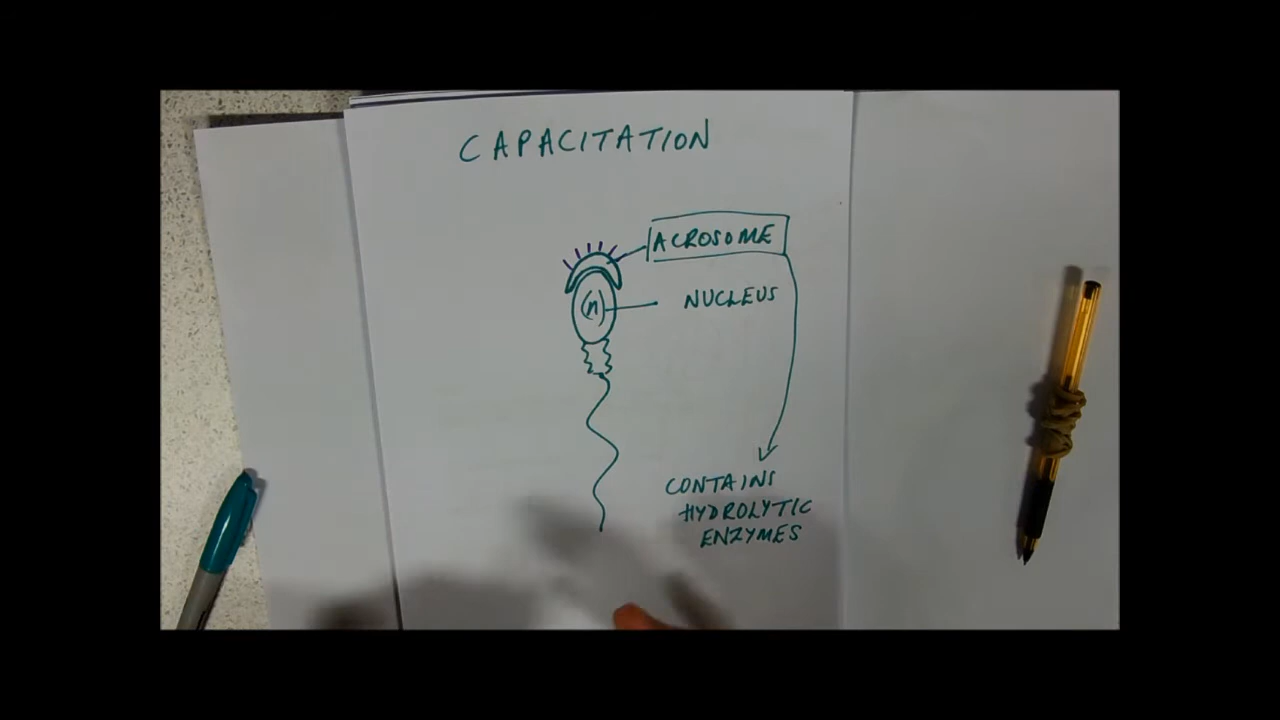 CAPACITATION
ACROSOME
(n)
NUCLEUS
CONTAINS
HYDROLYTIC
ENZYMES